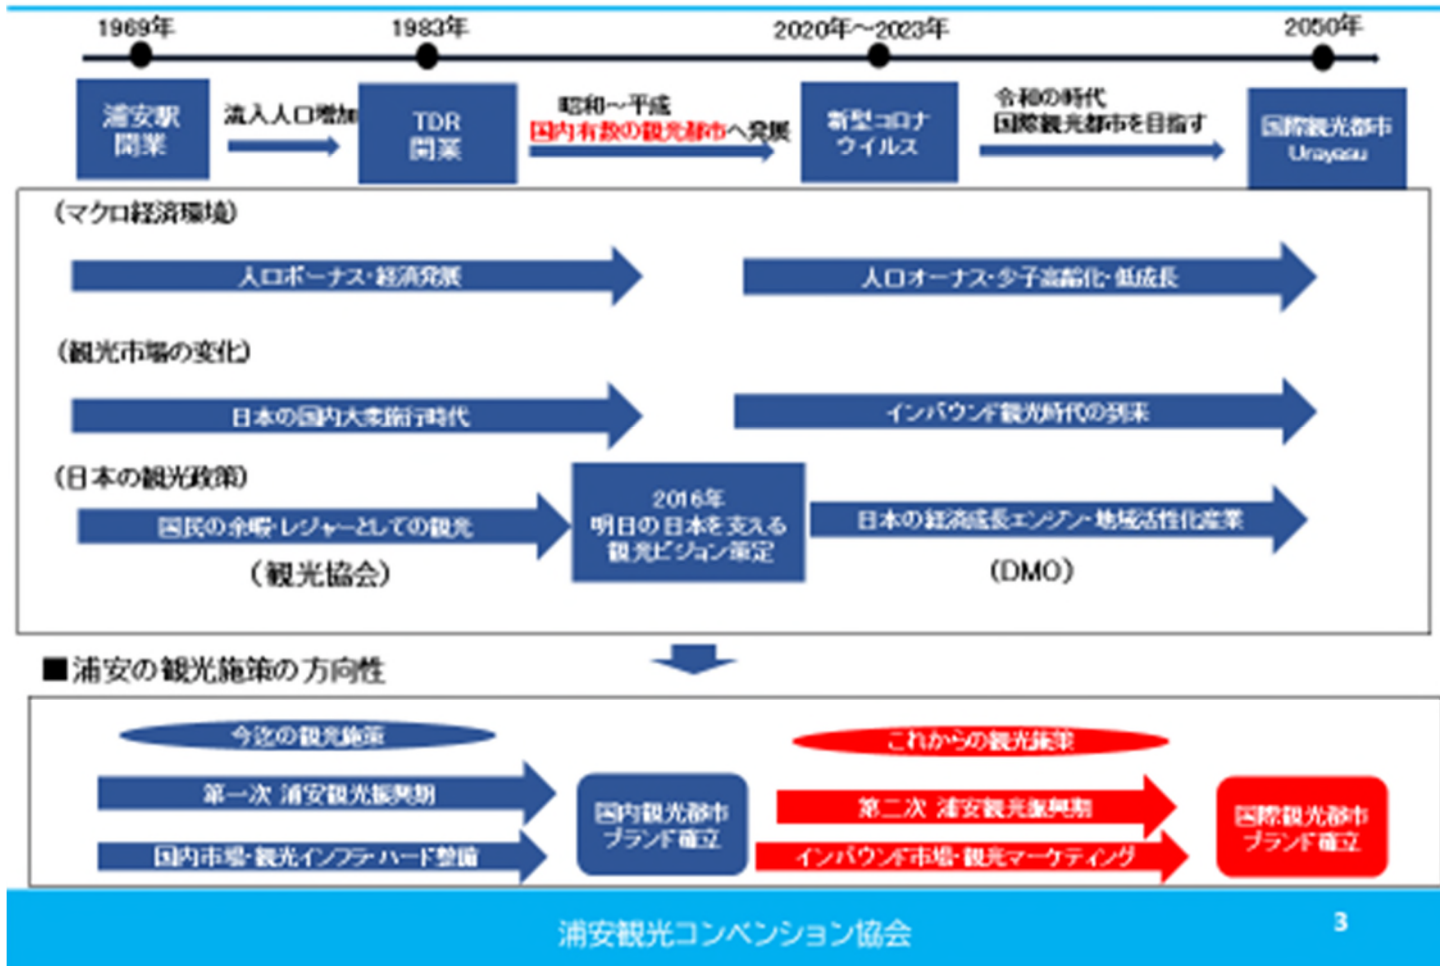 1969年
1983年
2020年～2023年
2050年
浦安駅
開業
流入人口増加
TDR
開業
昭和～平成
国内有数の観光都市へ発展
新型コロナ
ウイルス
令和の時代
国際観光都市を目指す
国際観光都市
Urayasu
(マクロ経済環境)
人口ボーナス・経済発展
人口オーナス・少子高齢化・低成長
(観光市場の変化)
日本の国内大衆旅行時代
インバウンド観光時代の到来
(日本の観光政策)
国民の余暇・レジャーとしての観光
2016年
明日の日本を支える
観光ビジョン策定
日本の経済成長エンジン・地域活性化産業
(観光協会)
(DMO)
■浦安の観光施策の方向性
今迄の観光施策
これからの観光施策
第一次 浦安観光振興期
国内観光都市
ブランド確立
第二次 浦安観光振興期
国際観光都市
ブランド確立
国内市場・観光インフラ・ハード整備
インバウンド市場・観光マーケティング
浦安観光コンベンション協会
3